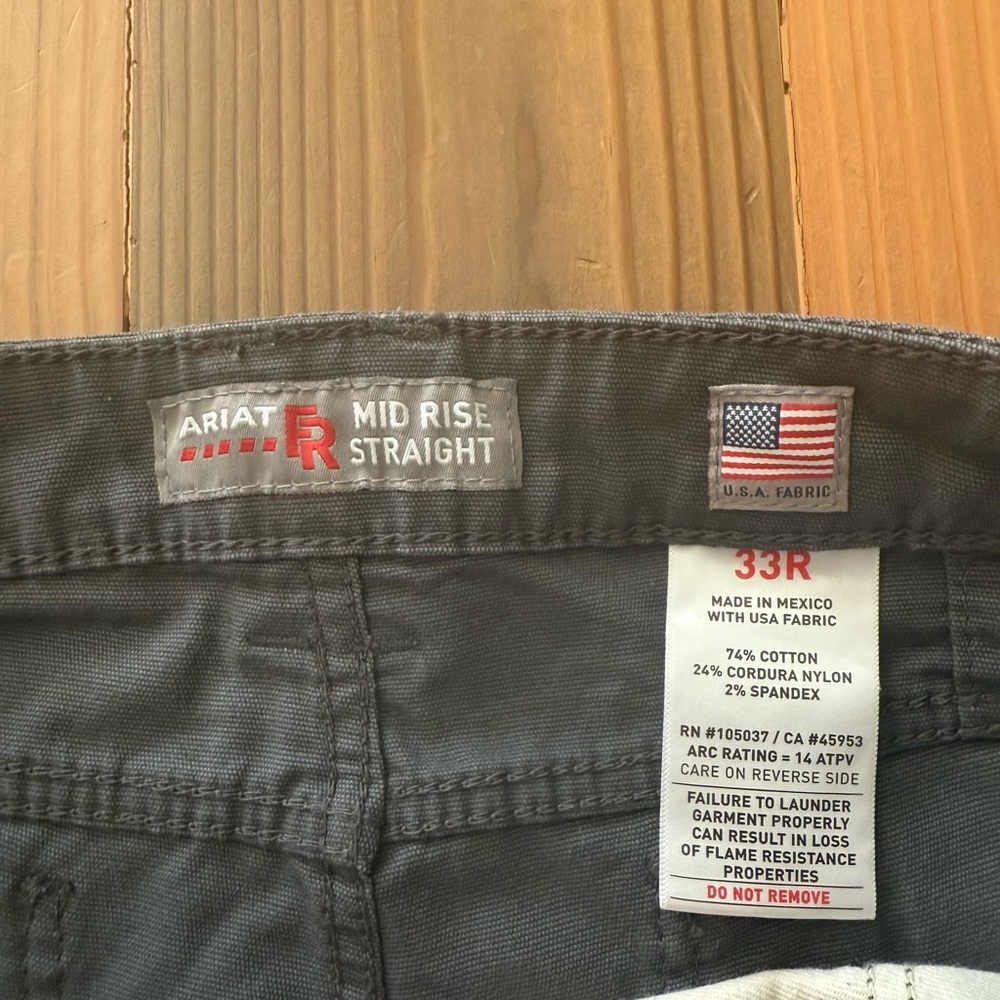 ARIAT FR MID RISE
STRAIGHT
U.S.A. FABRIC
33R
MADE IN MEXICO
WITH USA FABRIC
74% COTTON
24% CORDURA NYLON
2% SPANDEX
RN #105037 / CA #45953
ARC RATING = 14 ATPV
CARE ON REVERSE SIDE
FAILURE TO LAUNDER
GARMENT PROPERLY
CAN RESULT IN LOSS
OF FLAME RESISTANCE
PROPERTIES
DO NOT REMOVE